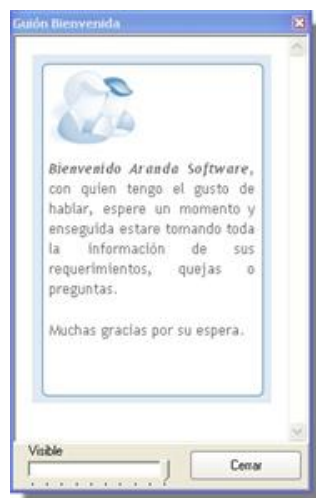 Guión Bienvenida
Bienvenido Aranda Software,
con quien tengo el gusto de
hablar, espere un momento y
enseguida estare tomando toda
la información de sus
requerimientos, quejas o
preguntas.
Muchas gracias por su espera.
Visible
Cerrar